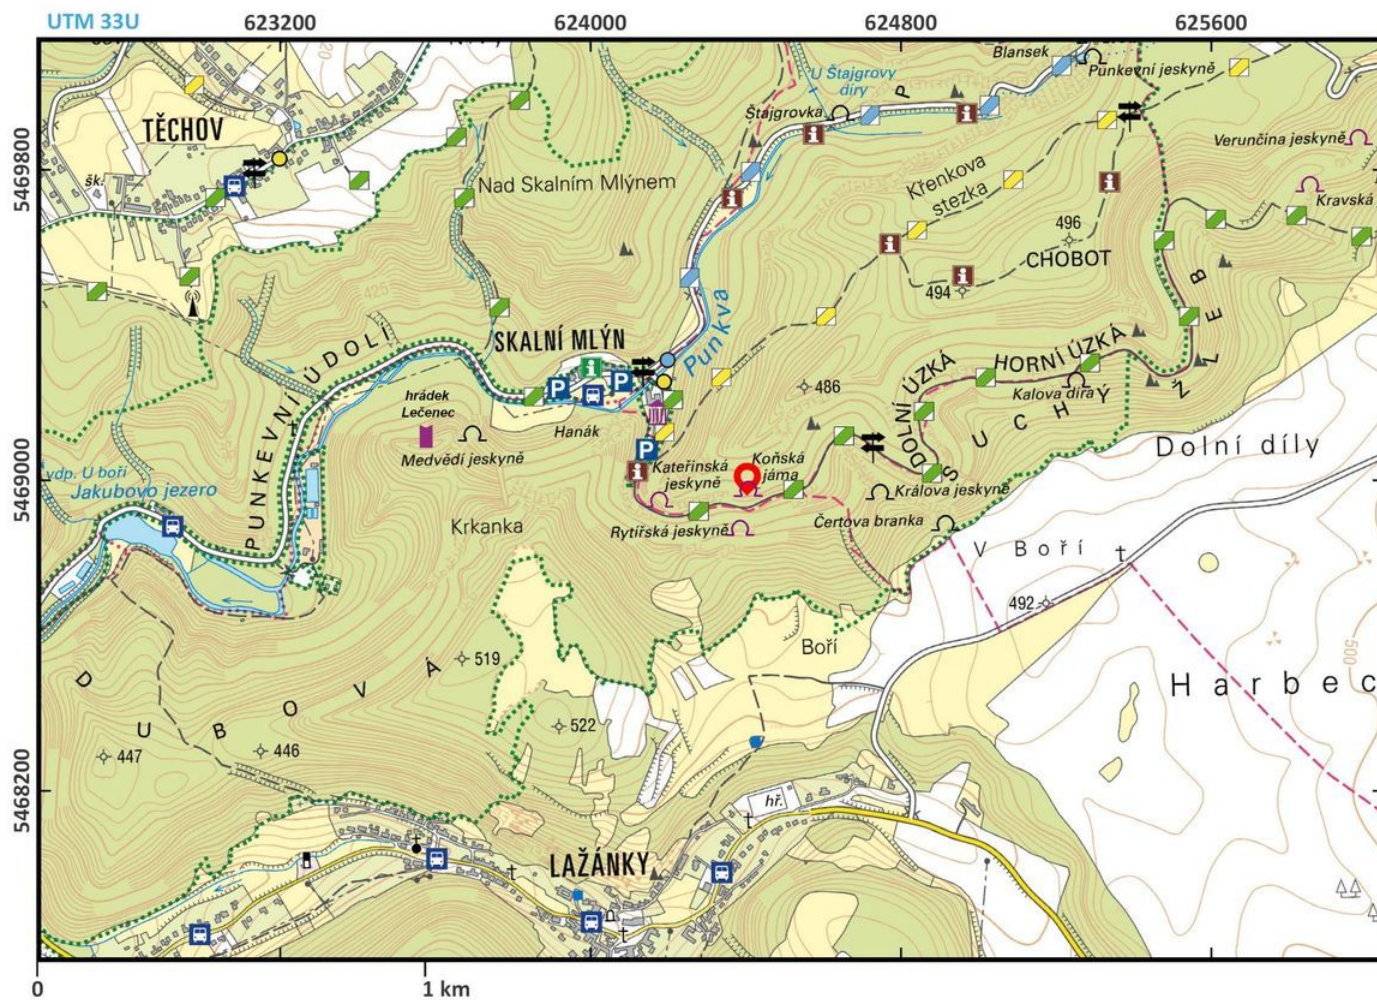 UTM 33U
623200
624000
624800
625600
Blansek
Punkevní jeskyně
U Štajgrovy
díry
P
Štajgrovka
TĚCHOV
Verunčina jeskyně
5469800
šk.
Nad Skalním Mlýnem
Křenkova
stezka
Kravská
496
CHOBOT
425
494
Punkva
SKALNÍ MLÝN
PUNKEVNÍ ÚDOLÍ
HORNÍ ÚZKÁ
DOLNÍ ÚZKÁ
SUCHÝ ŽLEB
486
Kalova díra
hrádek
Lečenec
Hanák
Medvědí jeskyně
Dolní díly
5469000
vdp. U boří
Jakubovo jezero
Kateřinská
jeskyně
Koňská
jáma
Králova jeskyně
Krkanka
Rytířská jeskyně
Čertova branka
V Boří
492
Boří
500
519
DUBOVÁ
Harbec
522
447
446
5468200
hř.
LAŽÁNKY
0
1 km